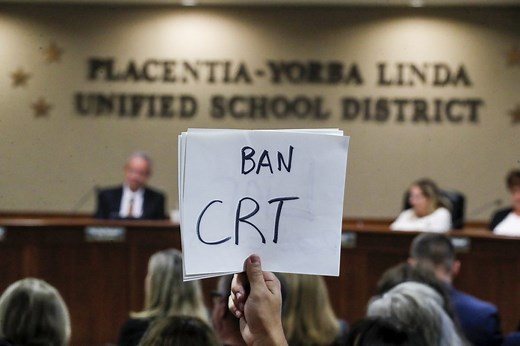 PLACENTIA-YORBA LINDA
UNIFIED SCHOOL DISTRICT
BAN
CRT